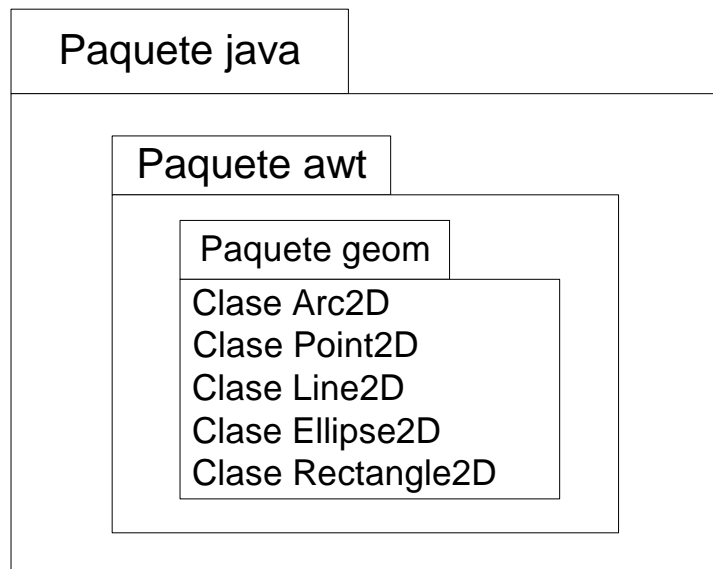 Paquete java
Paquete awt
Paquete geom
Clase Arc2D
Clase Point2D
Clase Line2D
Clase Ellipse2D
Clase Rectangle2D